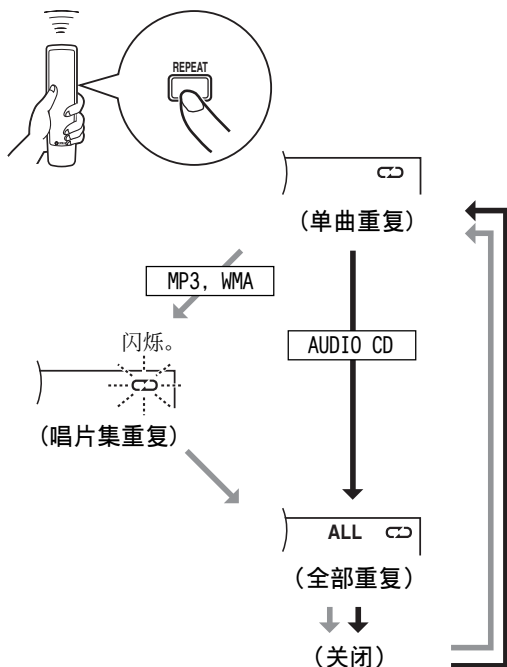 REPEAT
（单曲重复）
MP3, WMA
AUDIO CD
闪烁。
（唱片集重复）
ALL
（全部重复）
（关闭）